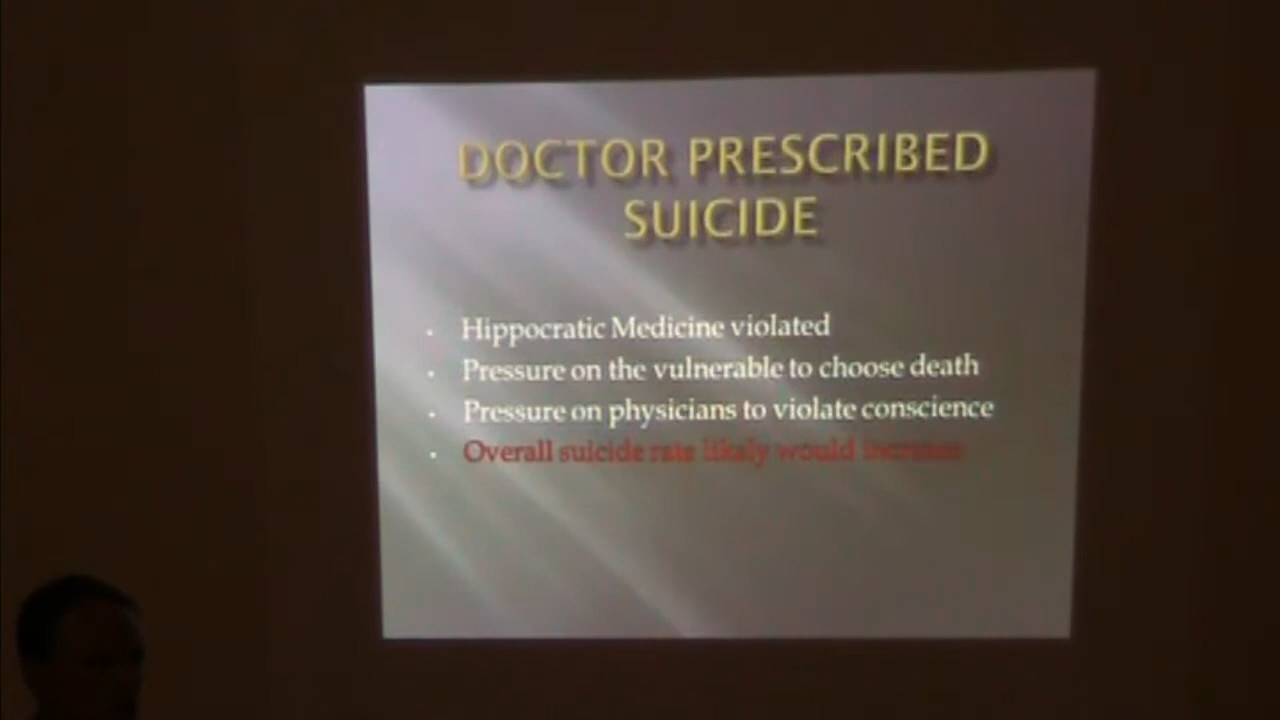 DOCTOR PRESCRIBED
SUICIDE
• Hippocratic Medicine violated
• Pressure on the vulnerable to choose death
• Pressure on physicians to violate conscience
• Overall suicide rate likely would increase